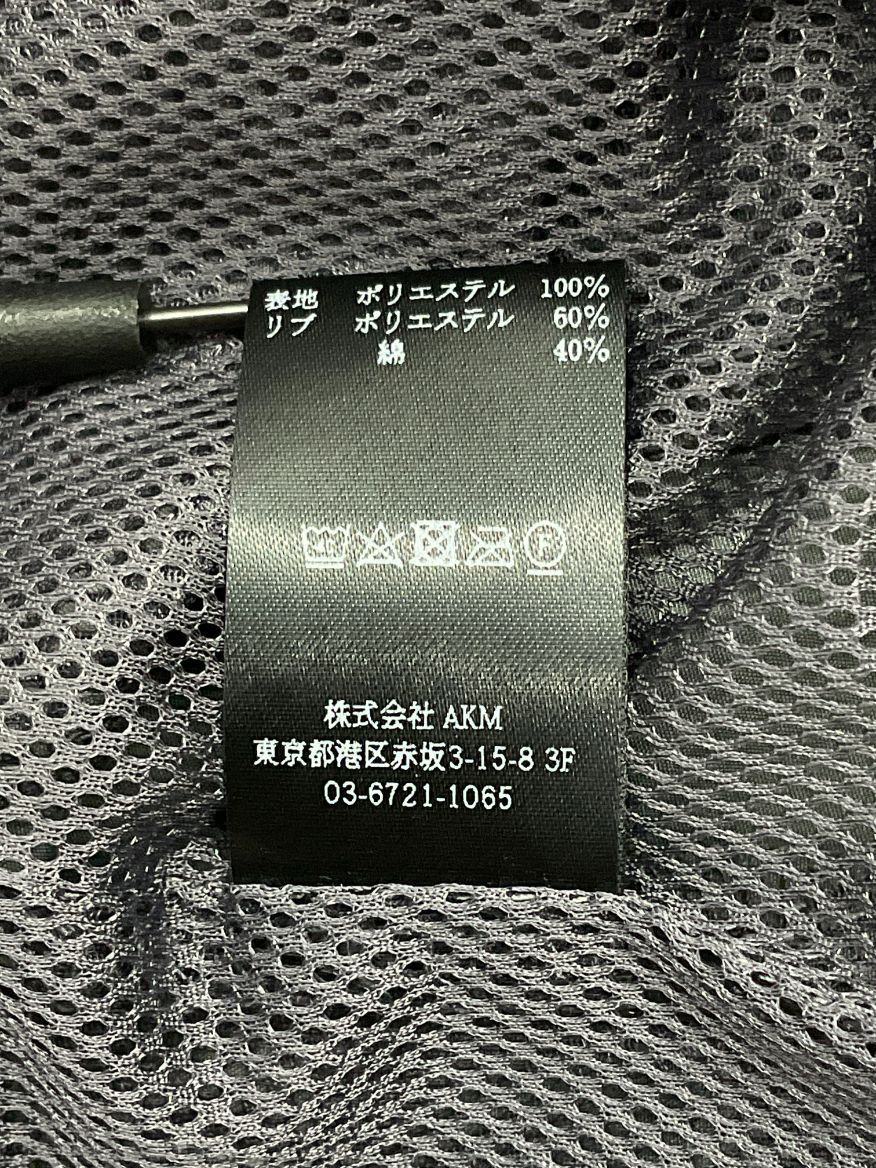 表地 ポリエステル 100%
リブ ポリエステル 60%
綿 40%
F
株式会社 AKM
東京都港区赤坂3-15-8 3F
03-6721-1065